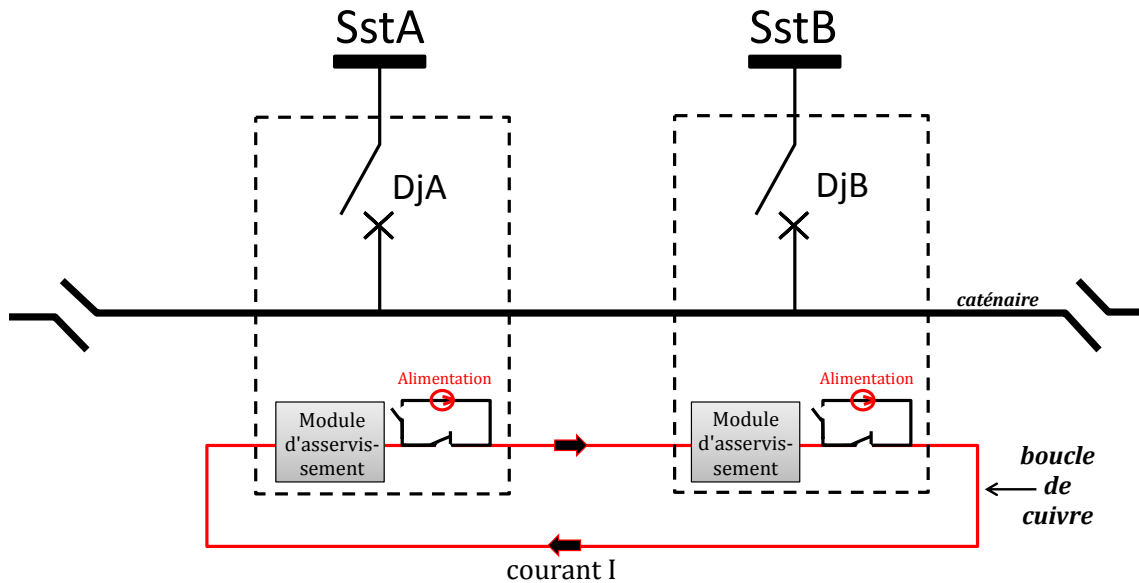 SstA
SstB
DjA
DjB
caténaire
Alimentation
Alimentation
Module
d'asservis-
sement
Module
d'asservis-
sement
boucle
de
cuivre
courant I